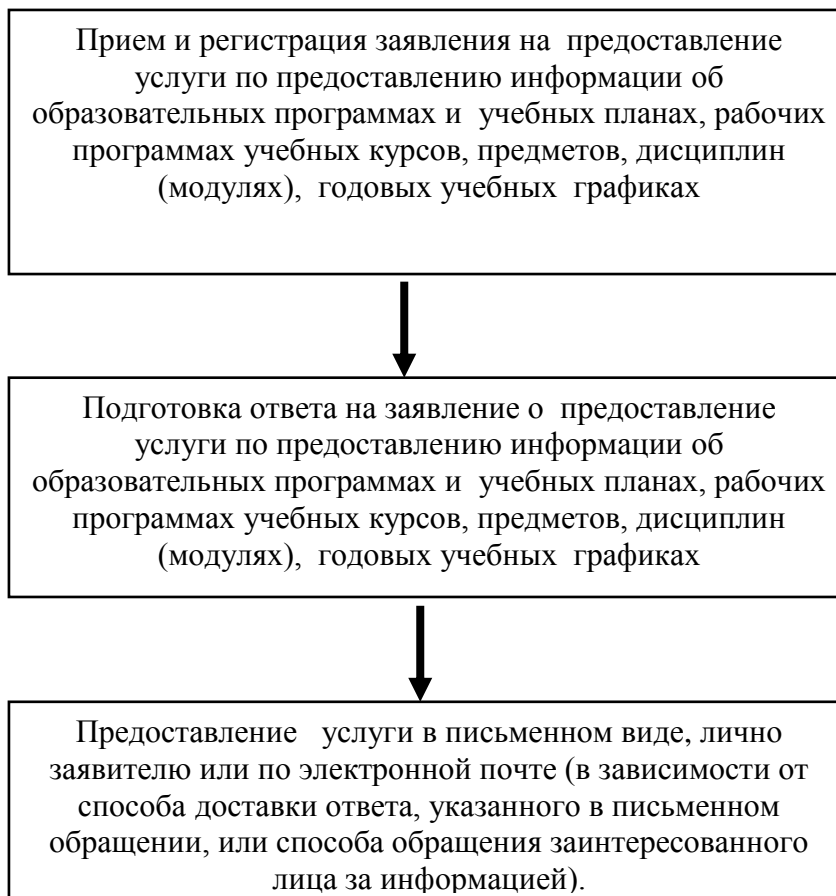 Прием и регистрация заявления на предоставление
услуги по предоставлению информации об
образовательных программах и учебных планах, рабочих
программах учебных курсов, предметов, дисциплин
(модулях), годовых учебных графиках
Подготовка ответа на заявление о предоставление
услуги по предоставлению информации об
образовательных программах и учебных планах, рабочих
программах учебных курсов, предметов, дисциплин
(модулях), годовых учебных графиках
Предоставление услуги в письменном виде, лично
заявителю или по электронной почте (в зависимости от
способа доставки ответа, указанного в письменном
обращении, или способа обращения заинтересованного
лица за информацией).